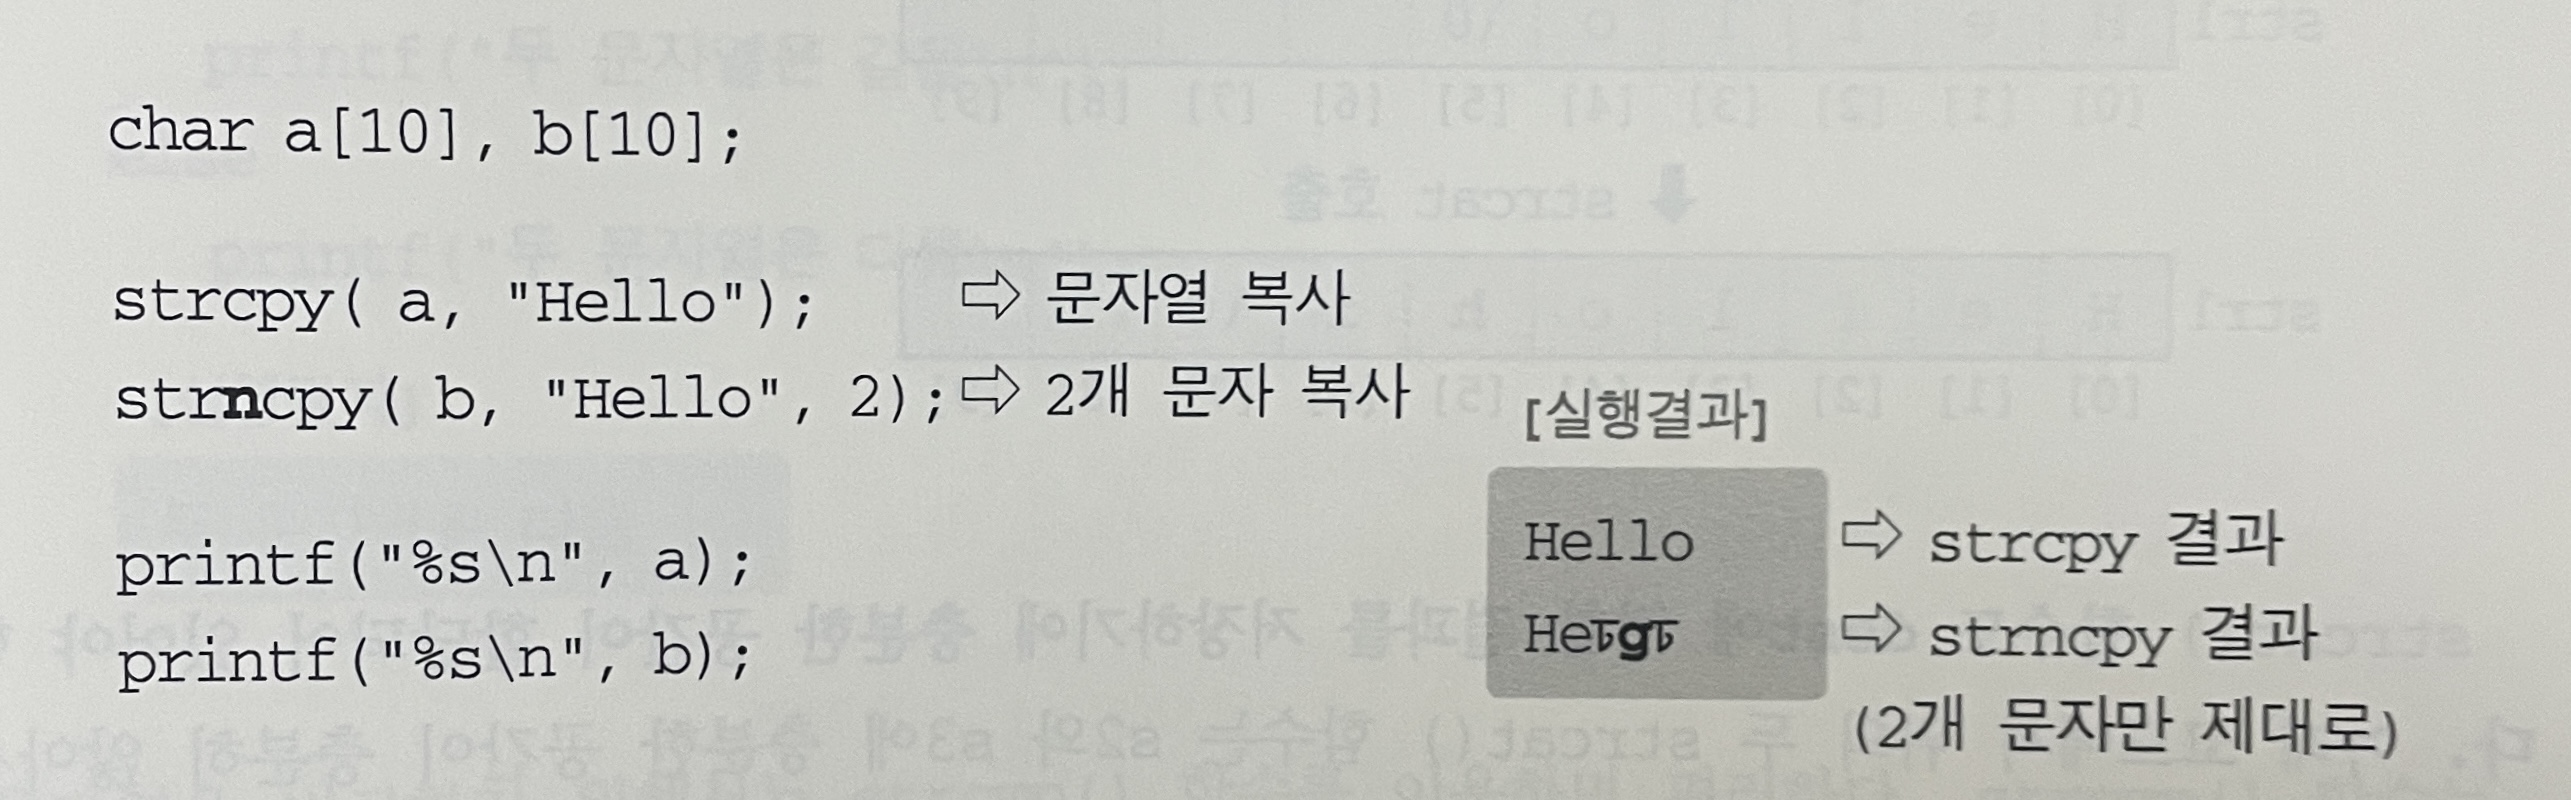 char a[10], b[10];
strcpy( a, "Hello"); ⇨ 문자열 복사
strncpy( b, "Hello", 2); ⇨ 2개 문자 복사
[실행결과]
printf("%s\n", a);
printf("%s\n", b);
Hello ⇨ strcpy 결과
He ⇨ strncpy 결과
(2개 문자만 제대로)